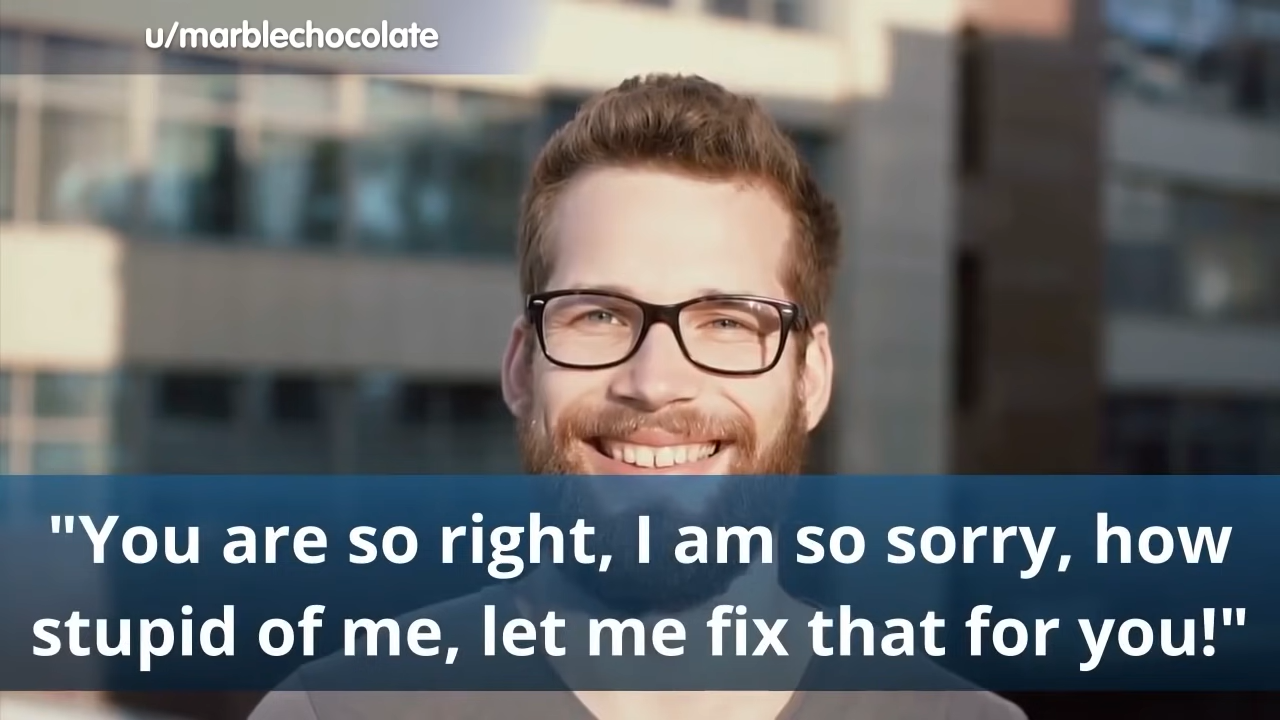 u/marblechocolate
"You are so right, I am so sorry, how
stupid of me, let me fix that for you!"